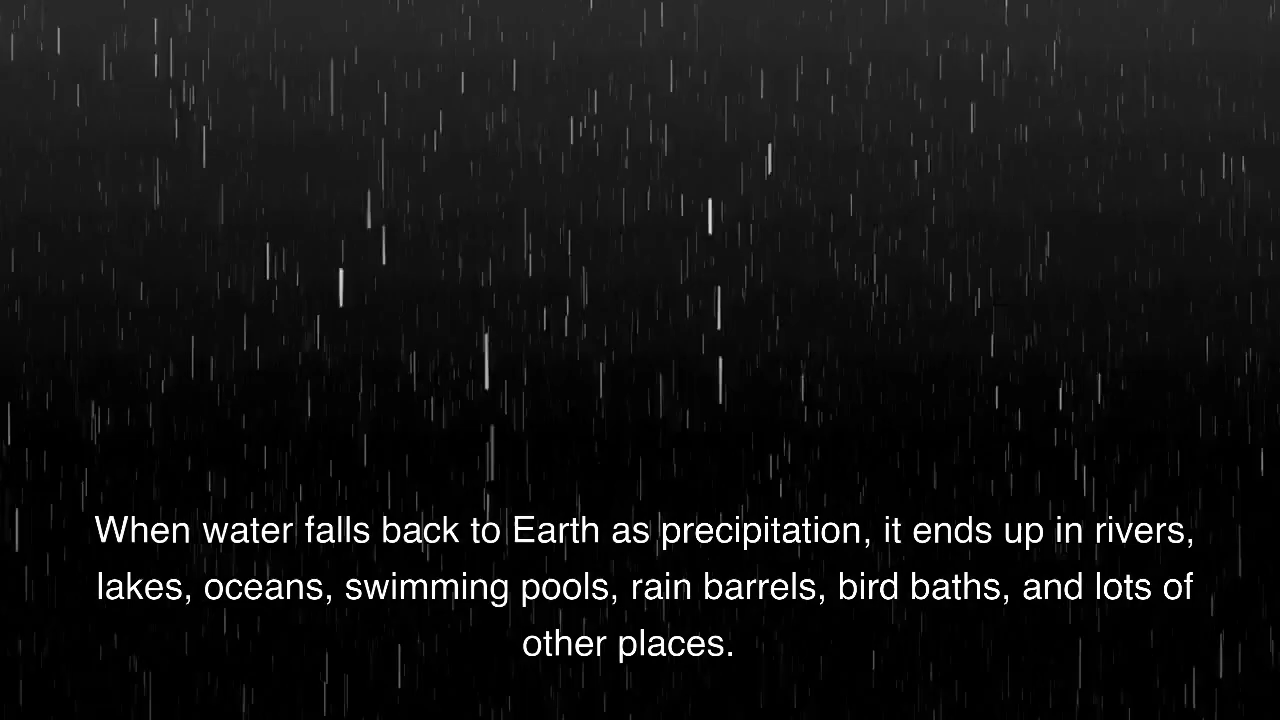 When water falls back to Earth as precipitation, it ends up in rivers,
lakes, oceans, swimming pools, rain barrels, bird baths, and lots of
other places.